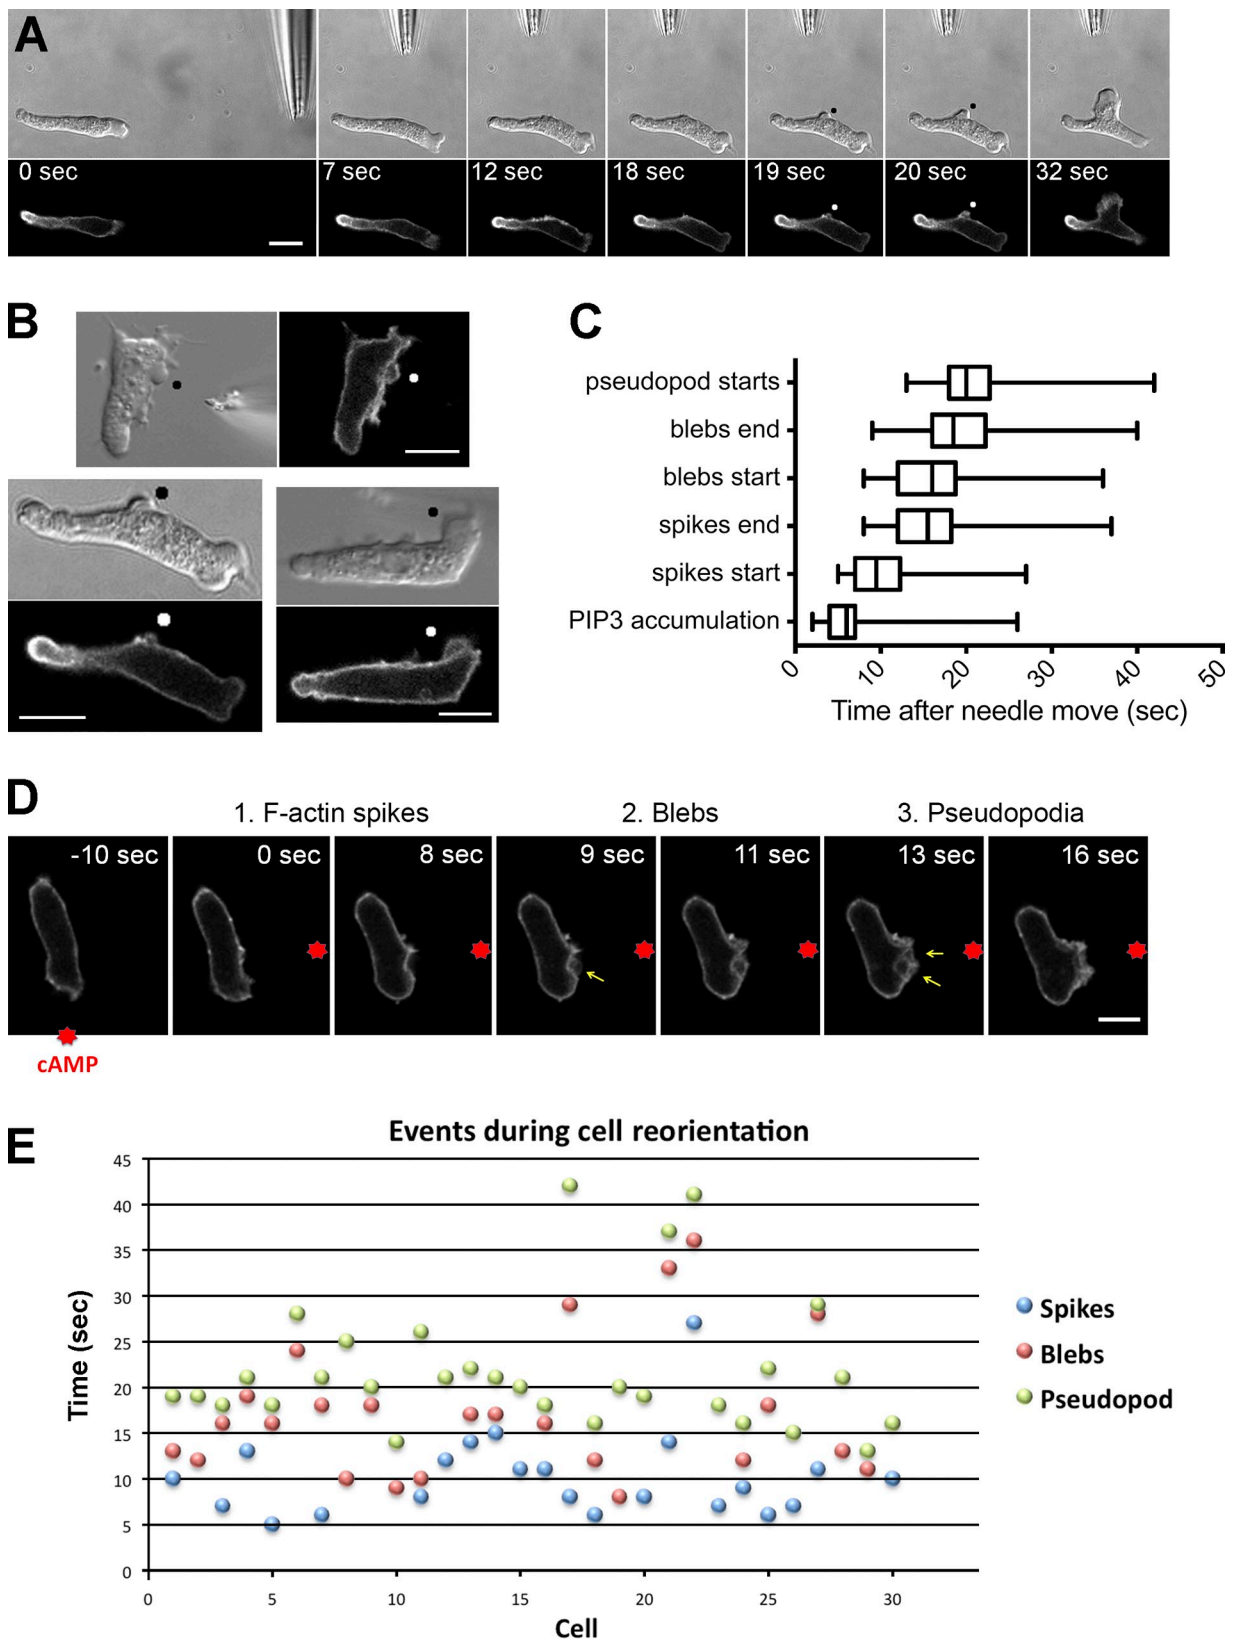 A
0 sec
7 sec
12 sec
18 sec
19 sec
20 sec
32 sec
B
C
pseudopod starts
blebs end
blebs start
spikes end
spikes start
PIP3 accumulation
0 10 20 30 40 50
Time after needle move (sec)
D
1. F-actin spikes
2. Blebs
3. Pseudopodia
-10 sec
0 sec
8 sec
9 sec
11 sec
13 sec
16 sec
cAMP
E
Events during cell reorientation
45
40
35
30
25
20
15
10
5
0
Time (sec)
0 5 10 15 20 25 30
Cell
Spikes
Blebs
Pseudopod